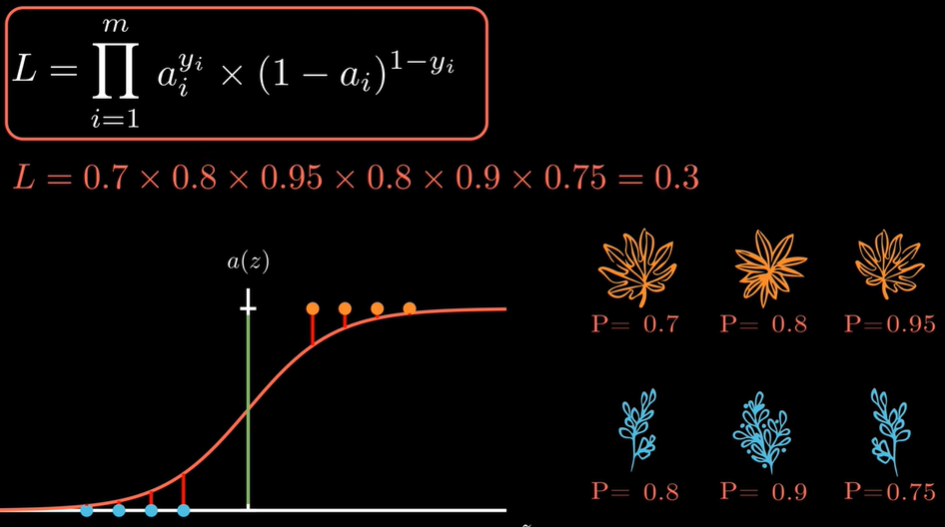 m
L = ∏ a_i^{y_i} × (1 − a_i)^{1−y_i}
i=1
L = 0.7 × 0.8 × 0.95 × 0.8 × 0.9 × 0.75 = 0.3
a(z)
P= 0.7 P= 0.8 P=0.95
P= 0.8 P= 0.9 P=0.75